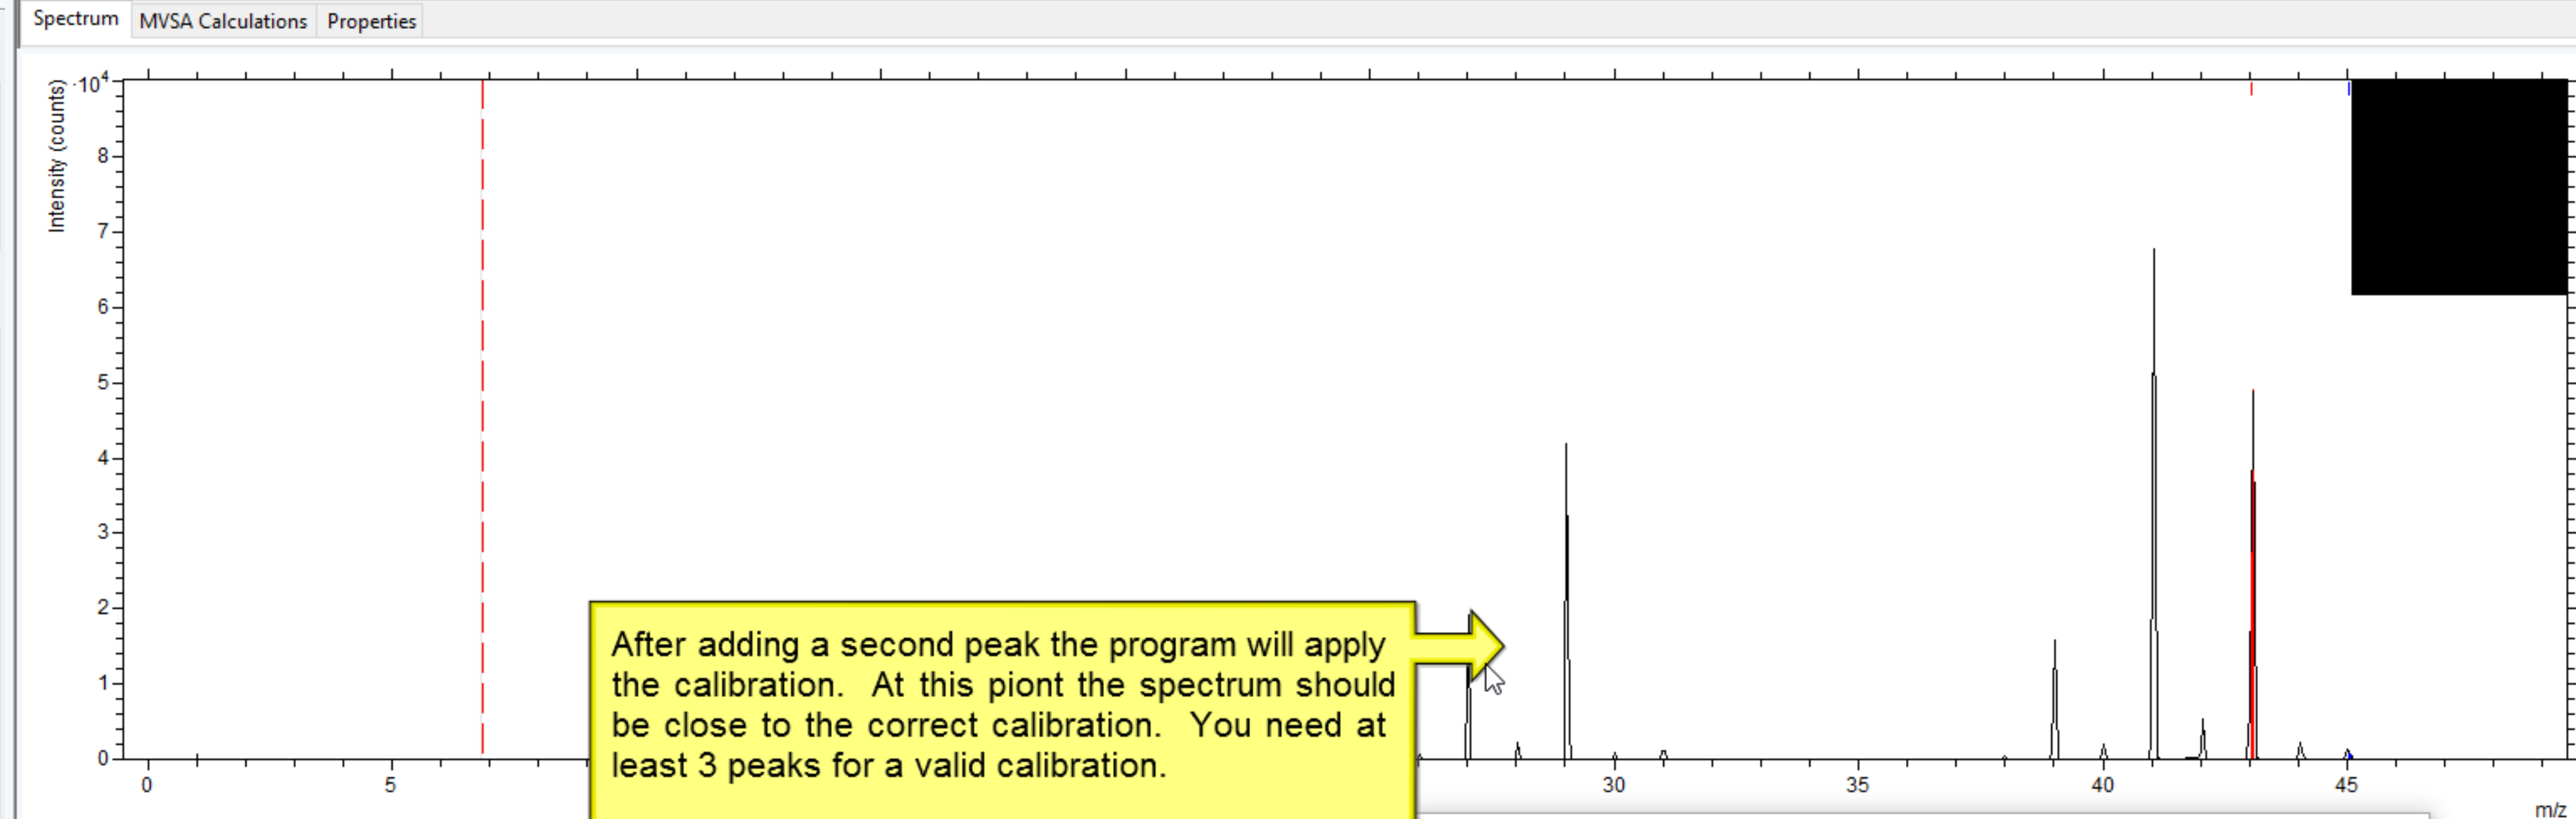 Spectrum MVSA Calculations Properties
·10⁴
Intensity (counts)
8
7
6
5
4
3
2
1
0
After adding a second peak the program will apply
the calibration. At this piont the spectrum should
be close to the correct calibration. You need at
least 3 peaks for a valid calibration.
0 5 30 35 40 45
m/z